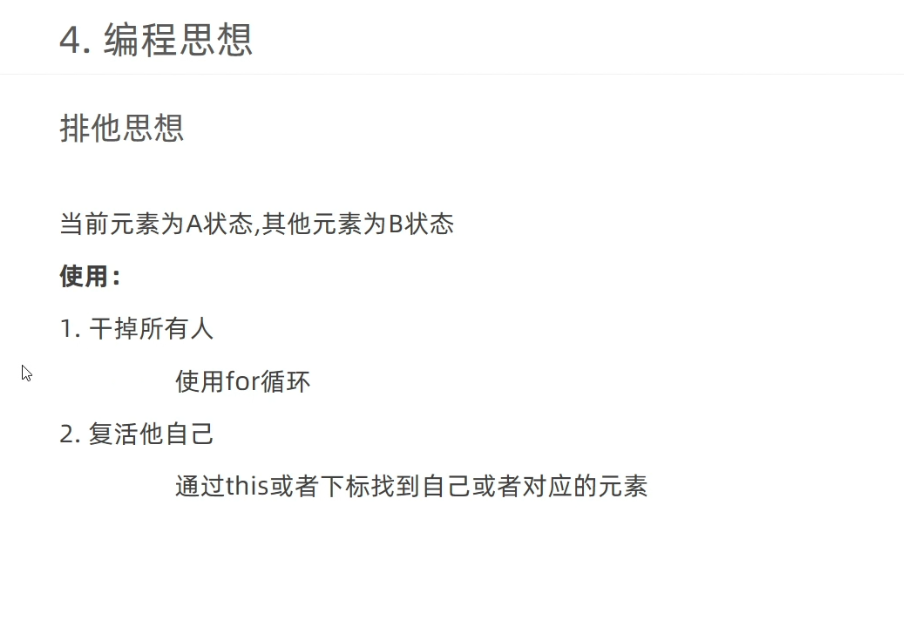 4. 编程思想
排他思想
当前元素为A状态,其他元素为B状态
使用：
1. 干掉所有人
使用for循环
2. 复活他自己
通过this或者下标找到自己或者对应的元素